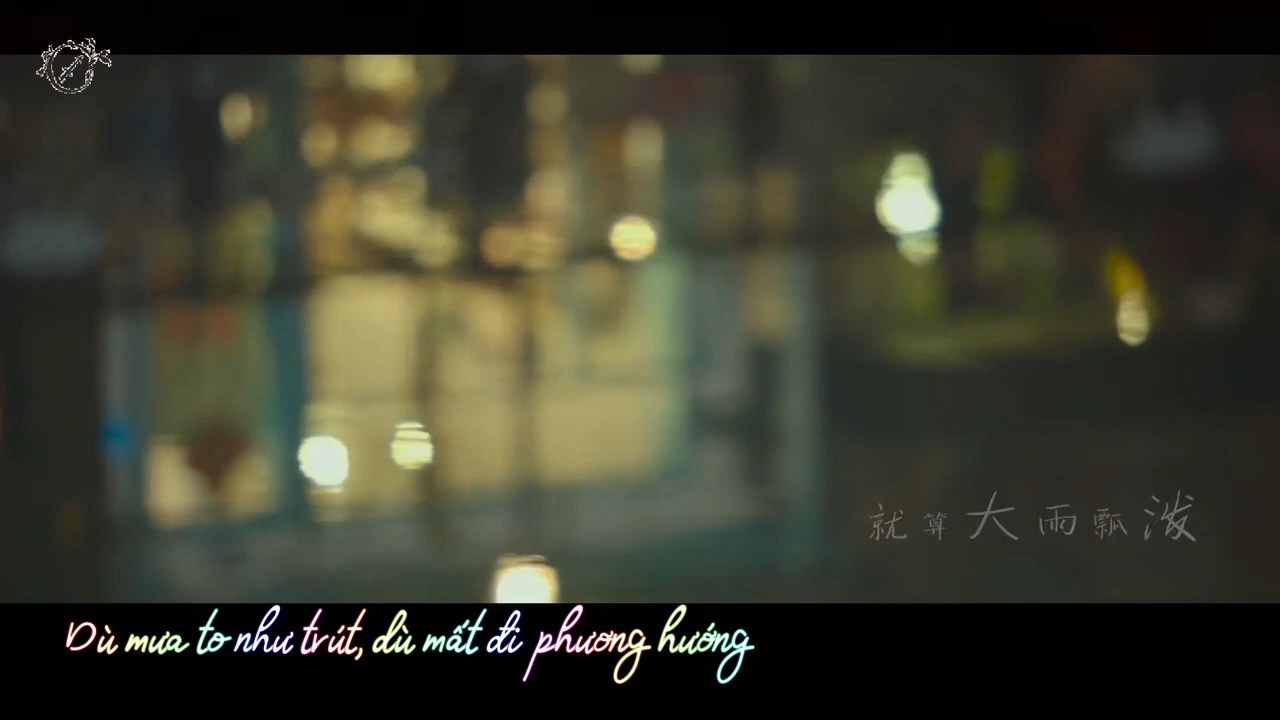 就算大雨瓢泼
Dù mưa to như trút, dù mất đi phương hướng